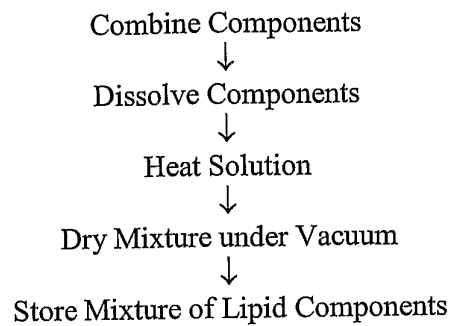 Combine Components
↓
Dissolve Components
↓
Heat Solution
↓
Dry Mixture under Vacuum
↓
Store Mixture of Lipid Components